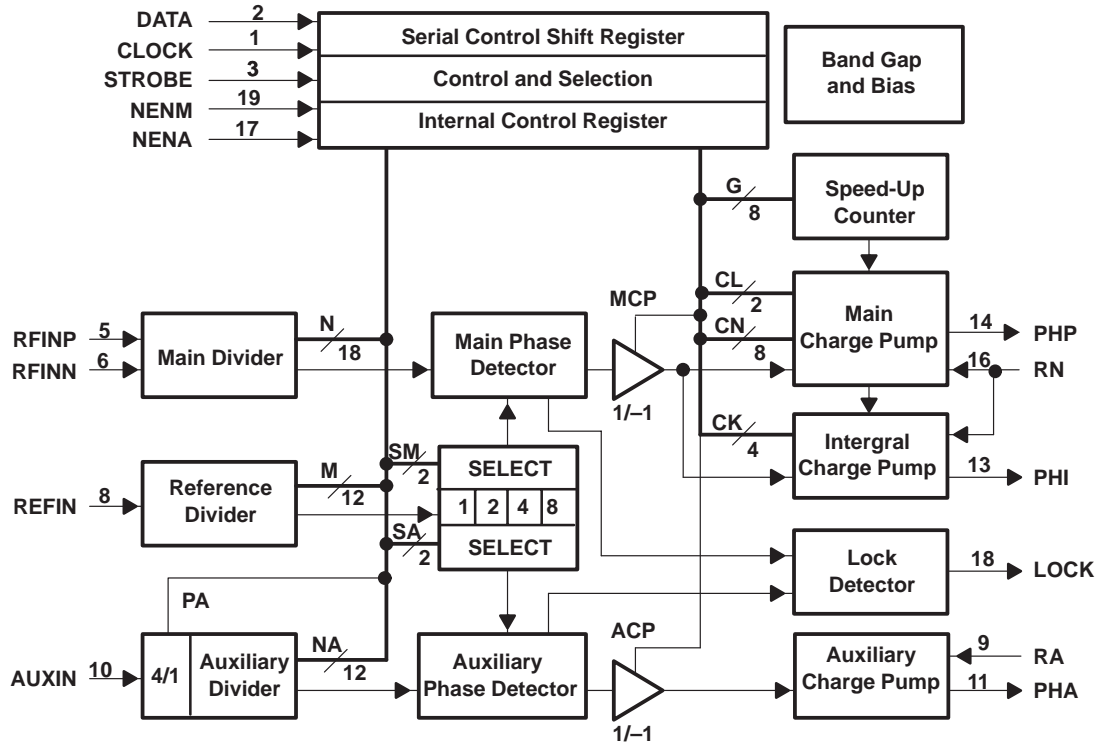 DATA 2
CLOCK 1
STROBE 3
NENM 19
NENA 17
Serial Control Shift Register
Control and Selection
Internal Control Register
Band Gap
and Bias
G 8
Speed-Up
Counter
CL 2
CN 8
Main
Charge Pump
14 PHP
16 RN
MCP
1/–1
RFINP 5
RFINN 6
Main Divider
N 18
Main Phase
Detector
CK 4
Intergral
Charge Pump
13 PHI
REFIN 8
Reference
Divider
M 12
SM 2
SELECT
1 2 4 8
SA 2
SELECT
Lock
Detector
18 LOCK
PA
AUXIN 10
4/1
Auxiliary
Divider
NA 12
Auxiliary
Phase Detector
ACP
1/–1
Auxiliary
Charge Pump
9 RA
11 PHA